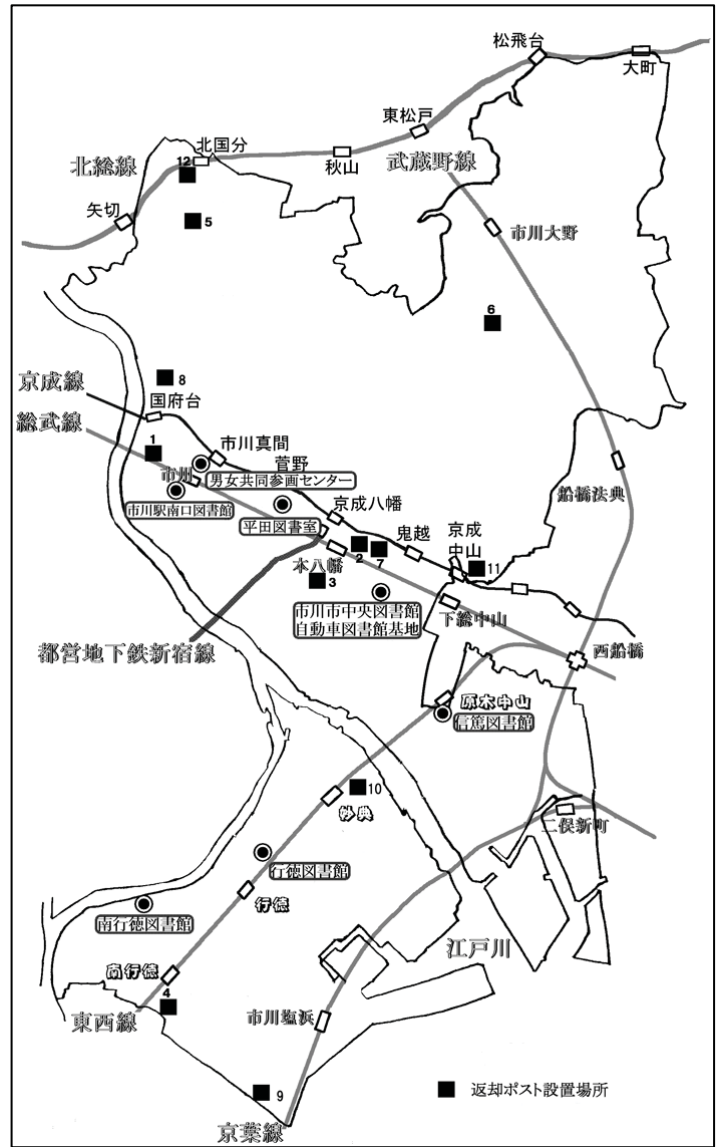 松飛台
大町
東松戸
北国分
12
北総線
秋山
武蔵野線
矢切
5
市川大野
6
京成線
8
国府台
総武線
1
市川真間
菅野
市川
男女共同参画センター
市川駅南口図書館
京成八幡
平田図書室
鬼越
京成
中山
船橋法典
2
7
11
本八幡
3
市川市中央図書館
自動車図書館基地
下総中山
都営地下鉄新宿線
西船橋
原木中山
信篤図書館
10
妙典
二俣新町
行徳図書館
行徳
南行徳図書館
江戸川
南行徳
4
東西線
市川塩浜
9
返却ポスト設置場所
京葉線